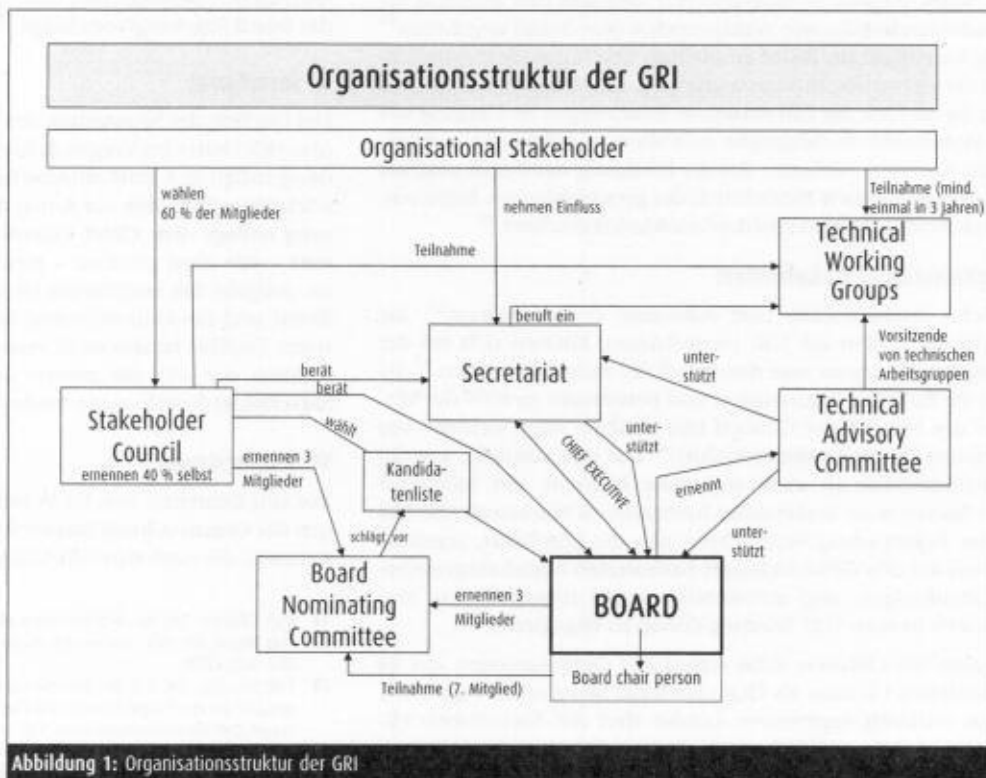 Organisationsstruktur der GRI
Organisational Stakeholder
wählen
60 % der Mitglieder
nehmen Einfluss
Teilnahme (mind.
einmal in 3 Jahren)
Teilnahme
Technical
Working
Groups
beruft ein
Vorsitzende
von technischen
Arbeitsgruppen
Secretariat
unter-
stützt
berät
berät
wählt
Stakeholder
Council
ernennen 40 % selbst
Technical
Advisory
Committee
unter-
stützt
CHIEF EXECUTIVE
ernennen 3
Mitglieder
Kandida-
tenliste
ernennt
schlägt vor
unter-
stützt
Board
Nominating
Committee
ernennen 3
Mitglieder
BOARD
Teilnahme (7. Mitglied)
Board chair person
Abbildung 1: Organisationsstruktur der GRI